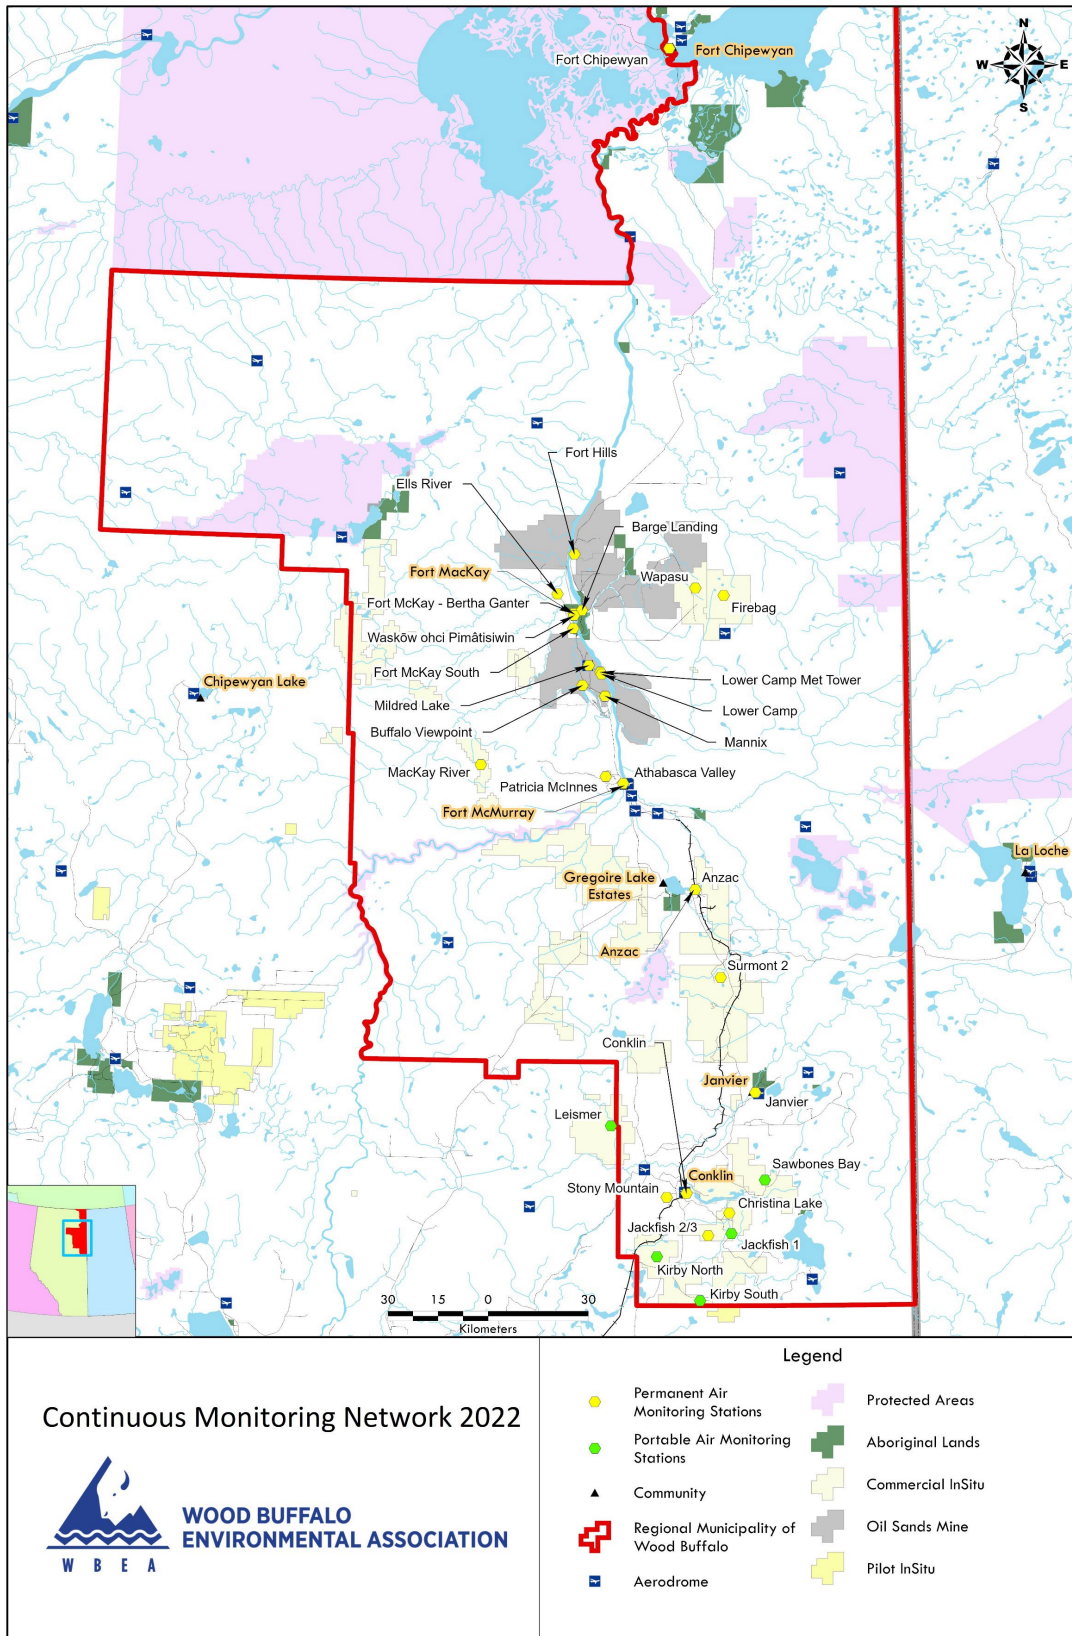 N
W
E
S
Fort Chipewyan
Fort Chipewyan
Fort Hills
Ells River
Barge Landing
Fort MacKay
Wapasu
Fort McKay - Bertha Ganter
Firebag
Waskōw ohci Pimâtisiwin
Fort McKay South
Lower Camp Met Tower
Chipewyan Lake
Mildred Lake
Lower Camp
Buffalo Viewpoint
Mannix
MacKay River
Athabasca Valley
Patricia McInnes
Fort McMurray
La Loche
Gregoire Lake
Estates
Anzac
Anzac
Surmont 2
Conklin
Janvier
Janvier
Leismer
Sawbones Bay
Conklin
Stony Mountain
Christina Lake
Jackfish 2/3
Jackfish 1
Kirby North
Kirby South
30 15 0 30
Kilometers
Continuous Monitoring Network 2022
WOOD BUFFALO
ENVIRONMENTAL ASSOCIATION
W B E A
Legend
Permanent Air
Monitoring Stations
Portable Air Monitoring
Stations
Community
Regional Municipality of
Wood Buffalo
Aerodrome
Protected Areas
Aboriginal Lands
Commercial InSitu
Oil Sands Mine
Pilot InSitu